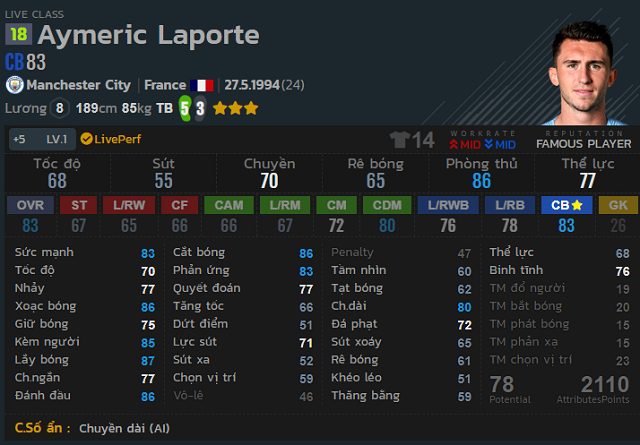 LIVE CLASS
18 Aymeric Laporte
CB 83
Manchester City France 27.5.1994 (24)
Lương 8 189cm 85kg TB 5 3
+5 LV.1 LivePerf 14 WORKRATE MID MID REPUTATION FAMOUS PLAYER
Tốc độ Sút Chuyền Rê bóng Phòng thủ Thể lực
68 55 70 65 86 77
OVR ST L/RW CF CAM L/RM CM CDM L/RWB L/RB CB GK
83 67 65 66 66 67 72 80 76 78 83 26
Sức mạnh 83 Cắt bóng 86 Penalty 47 Thể lực 68
Tốc độ 70 Phản ứng 83 Tầm nhìn 60 Bình tĩnh 76
Nhảy 77 Quyết đoán 77 Tạt bóng 62 TM đổ người 19
Xoạc bóng 86 Tăng tốc 66 Ch.dài 80 TM bắt bóng 20
Giữ bóng 75 Dứt điểm 51 Đá phạt 72 TM phát bóng 15
Kèm người 85 Lực sút 71 Sút xoáy 65 TM phản xạ 15
Lấy bóng 87 Sút xa 52 Rê bóng 61 TM chọn vị trí 23
Ch.ngắn 77 Chọn vị trí 59 Khéo léo 51
Đánh đầu 86 Vô-lê 46 Thăng bằng 59
78 Potential 2110 AttributesPoints
C.Số ẩn : Chuyền dài (AI)